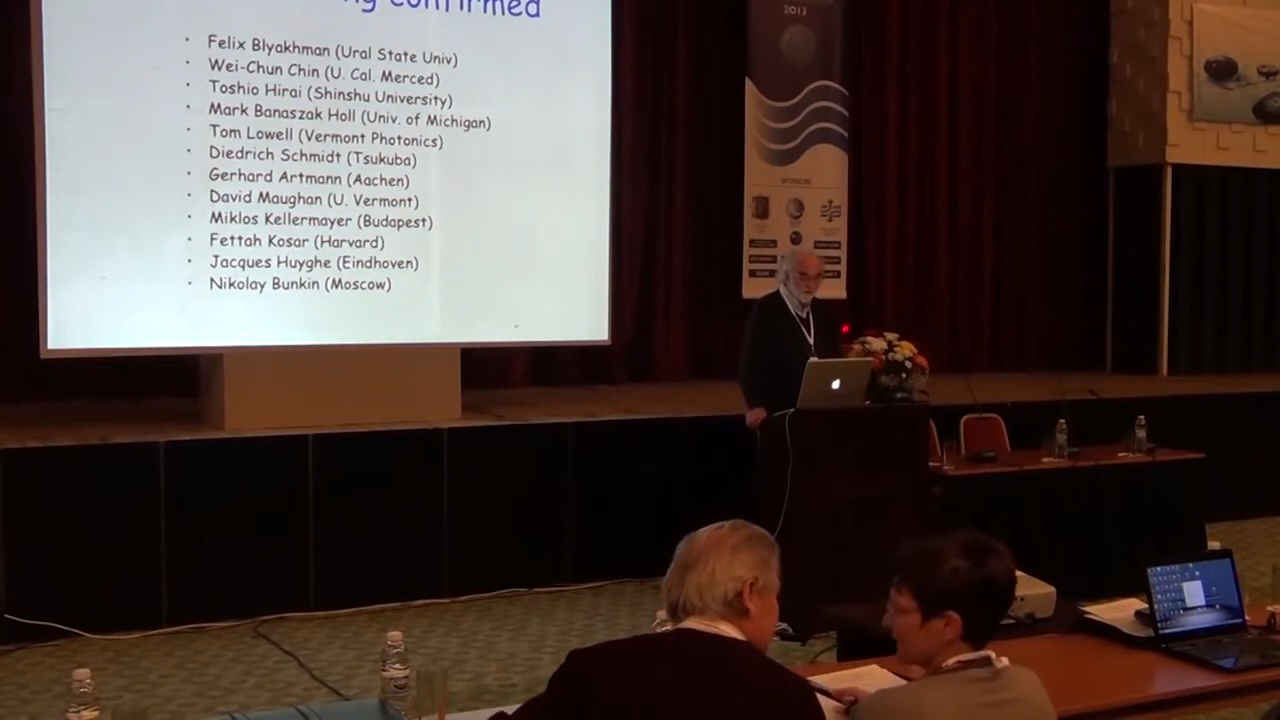 confirmed
2013
• Felix Blyakhman (Ural State Univ)
• Wei-Chun Chin (U. Cal. Merced)
• Toshio Hirai (Shinshu University)
• Mark Banaszak Holl (Univ. of Michigan)
• Tom Lowell (Vermont Photonics)
• Diedrich Schmidt (Tsukuba)
• Gerhard Artmann (Aachen)
• David Maughan (U. Vermont)
• Miklos Kellermayer (Budapest)
• Fettah Kosar (Harvard)
• Jacques Huyghe (Eindhoven)
• Nikolay Bunkin (Moscow)